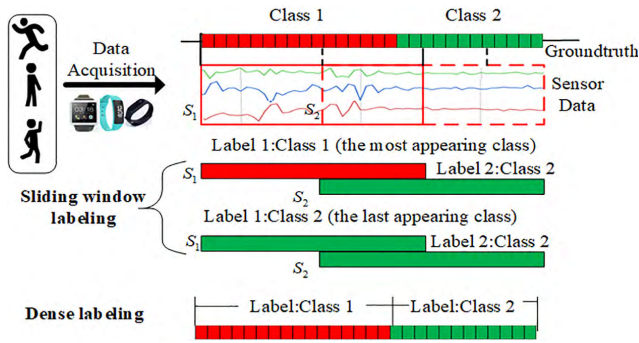 Class 1 Class 2
Data
Acquisition
Groundtruth
Sensor
Data
S1 S2
Label 1:Class 1 (the most appearing class)
S1 Label 2:Class 2
S2
Sliding window
labeling
Label 1:Class 2 (the last appearing class)
S1 Label 2:Class 2
S2
Dense labeling
Label:Class 1 Label:Class 2